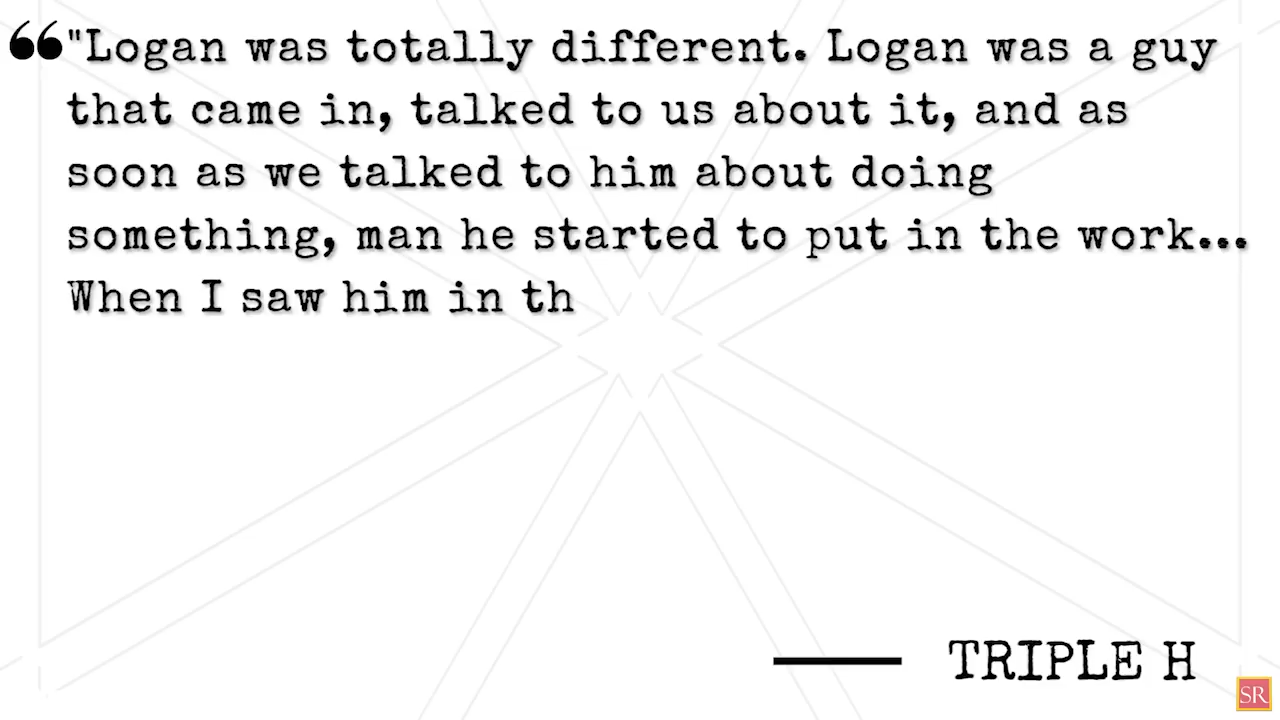 ❝"Logan was totally different. Logan was a guy
that came in, talked to us about it, and as
soon as we talked to him about doing
something, man he started to put in the work...
When I saw him in th
— TRIPLE H
SR